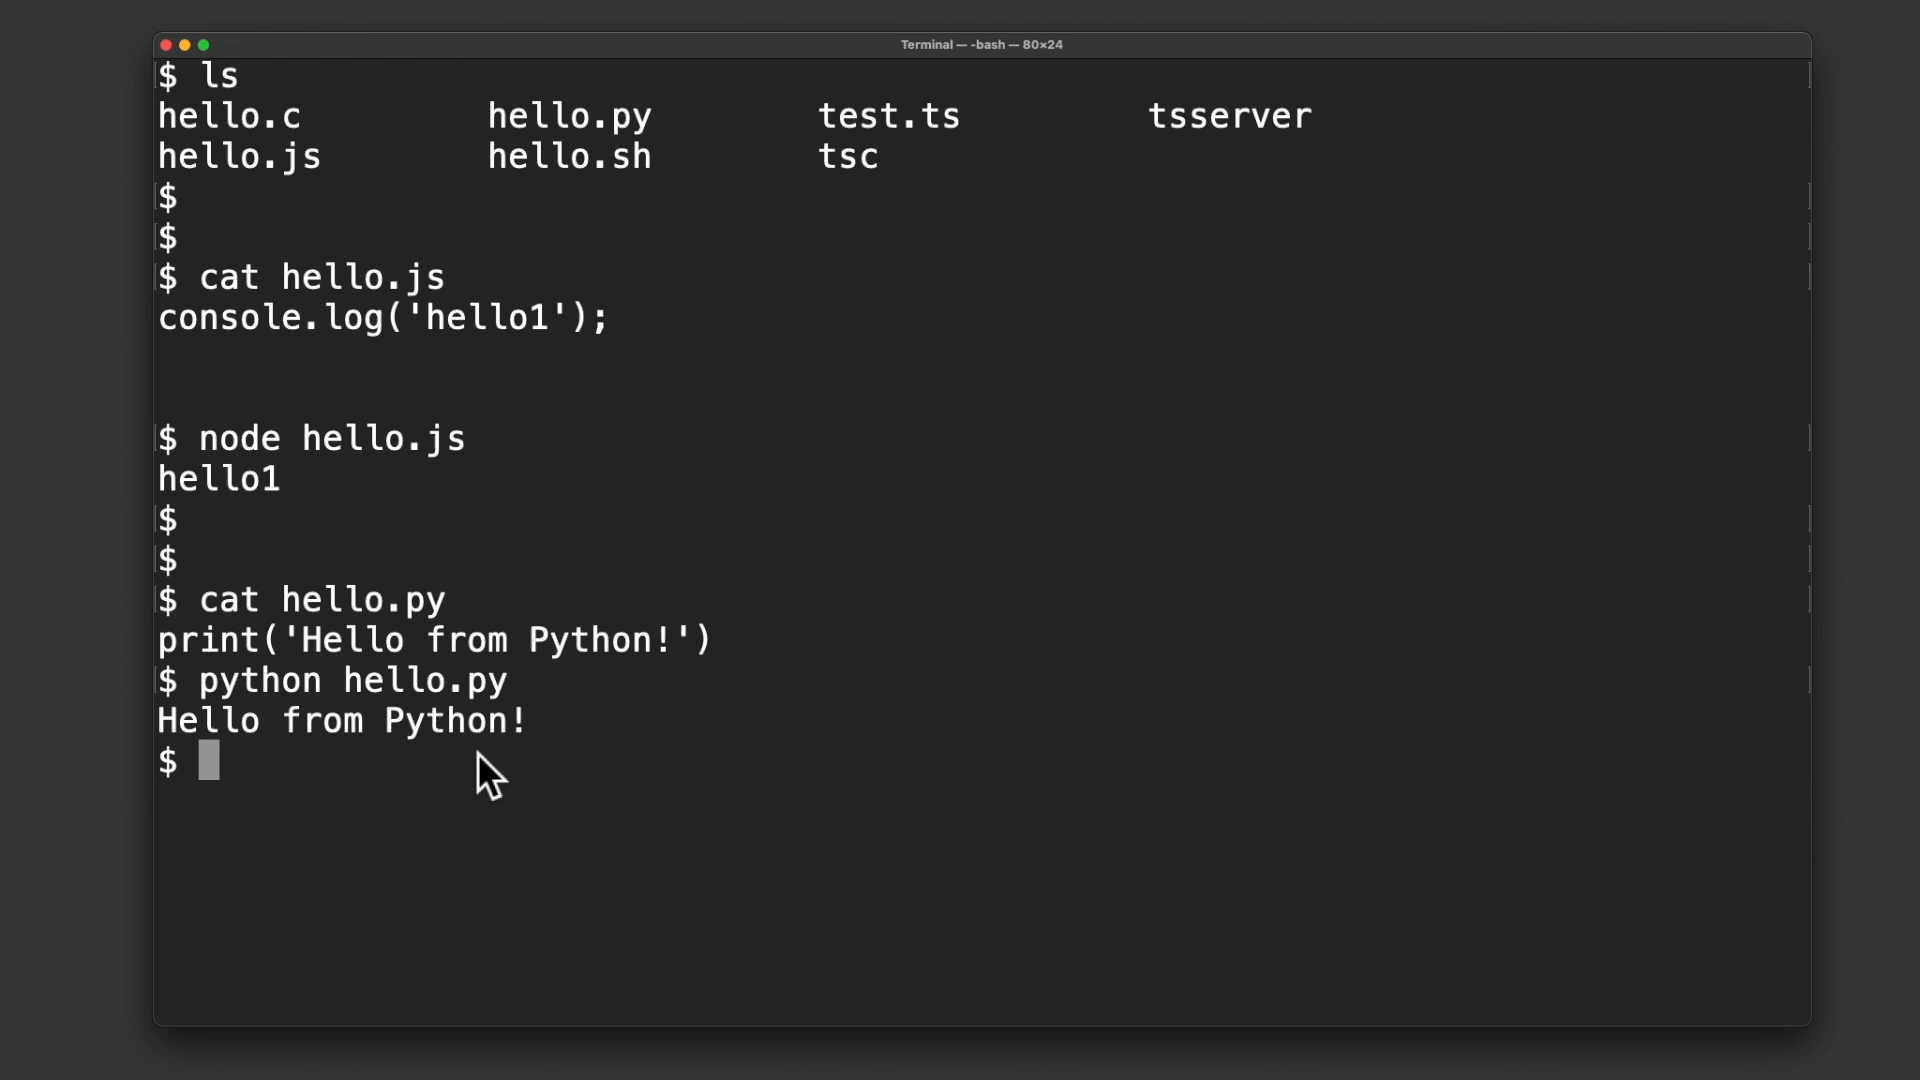 Terminal — -bash — 80×24
$ ls
hello.c hello.py test.ts tsserver
hello.js hello.sh tsc
$
$
$ cat hello.js
console.log('hello1');
$ node hello.js
hello1
$
$
$ cat hello.py
print('Hello from Python!')
$ python hello.py
Hello from Python!
$